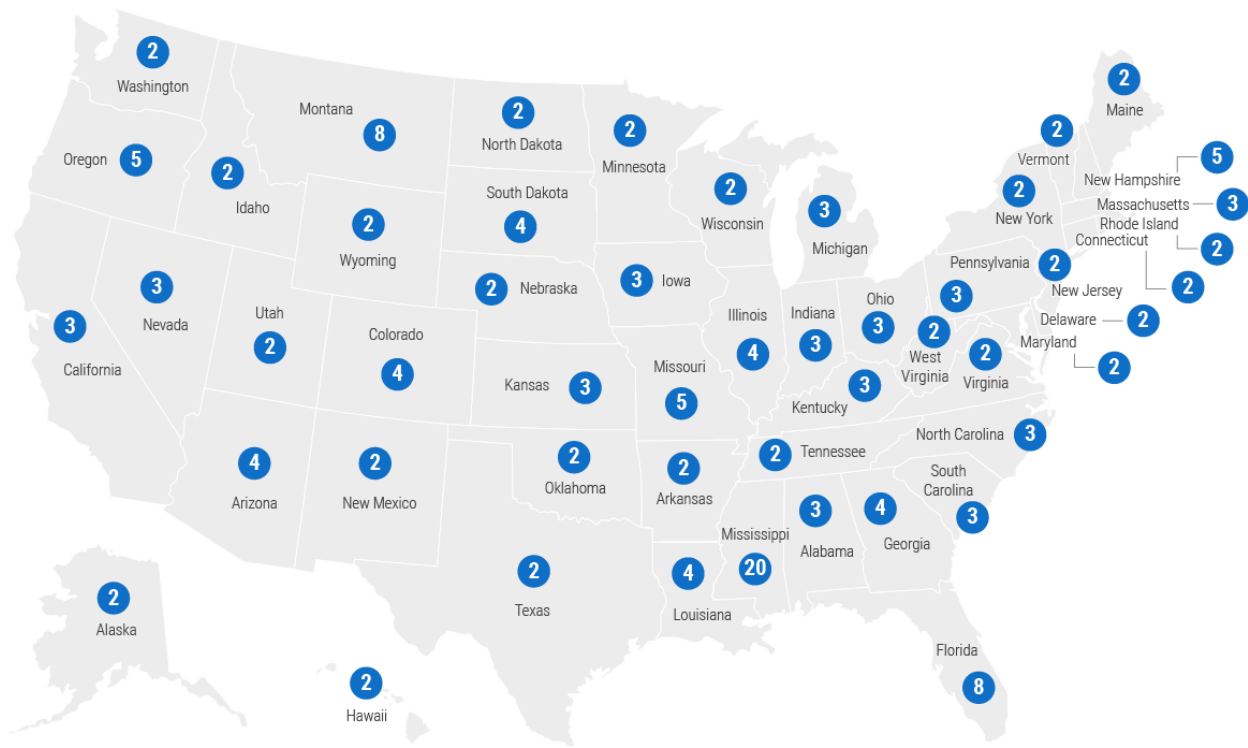 2
Washington
Montana
8
2
North Dakota
2
Minnesota
2
Maine
2
Vermont
Oregon
5
2
Idaho
South Dakota
4
2
Wyoming
2
Wisconsin
3
Michigan
2
New York
New Hampshire
5
Massachusetts
3
Rhode Island
2
Connecticut
2
3
Nevada
2
Nebraska
3
Iowa
Pennsylvania
3
2
New Jersey
3
California
Utah
2
Colorado
4
Illinois
4
Indiana
3
Ohio
3
2
West
Virginia
2
Virginia
Delaware
2
Maryland
2
Kansas
3
Missouri
5
3
Kentucky
4
Arizona
2
New Mexico
2
Oklahoma
2
Arkansas
2
Tennessee
North Carolina
3
South
Carolina
3
2
Texas
4
Louisiana
Mississippi
20
3
Alabama
4
Georgia
2
Alaska
2
Hawaii
Florida
8